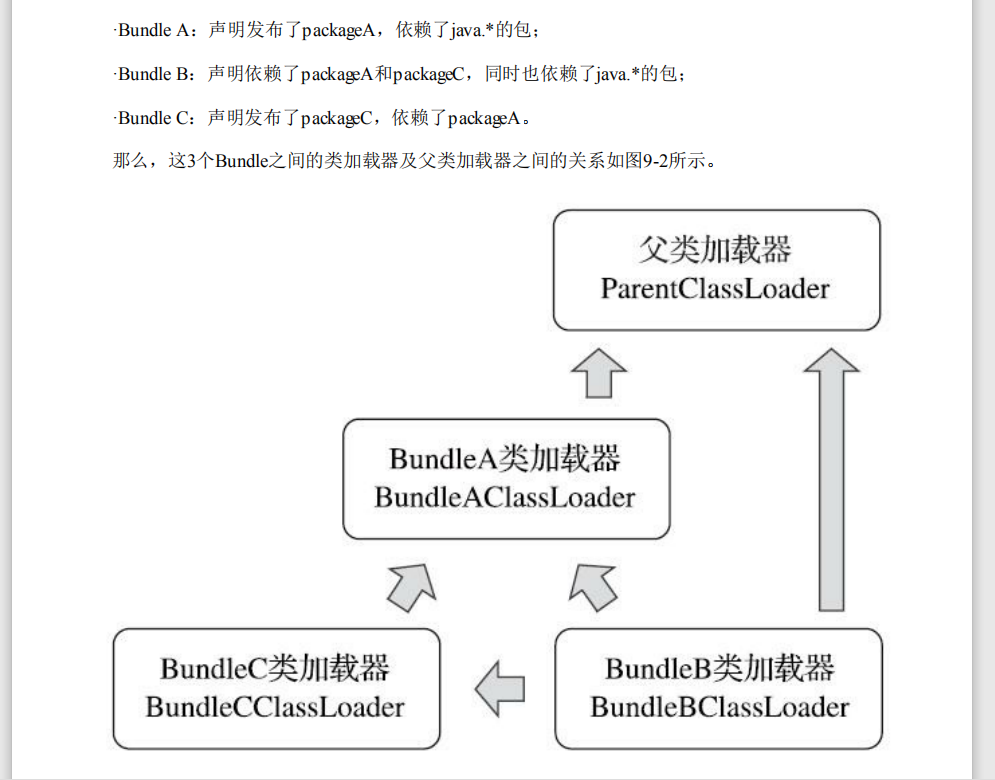 ·Bundle A：声明发布了packageA，依赖了java.*的包；
·Bundle B：声明依赖了packageA和packageC，同时也依赖了java.*的包；
·Bundle C：声明发布了packageC，依赖了packageA。
那么，这3个Bundle之间的类加载器及父类加载器之间的关系如图9-2所示。
父类加载器
ParentClassLoader
BundleA类加载器
BundleAClassLoader
BundleC类加载器
BundleCClassLoader
BundleB类加载器
BundleBClassLoader